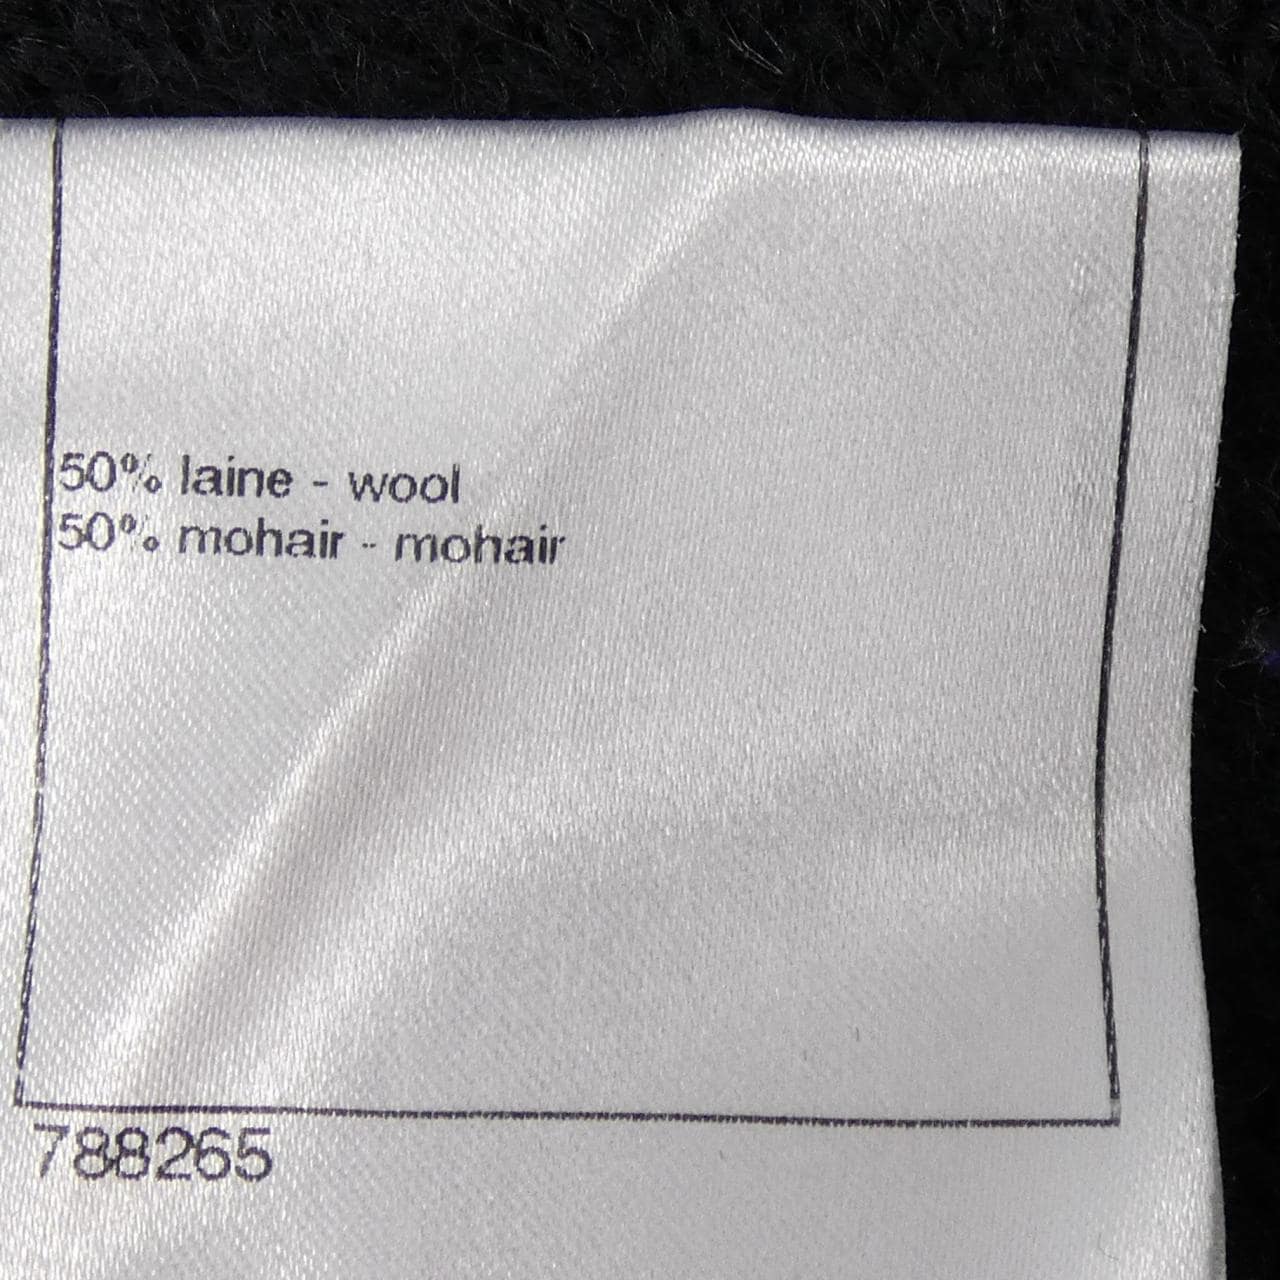 50% laine - wool
50% mohair - mohair
788265